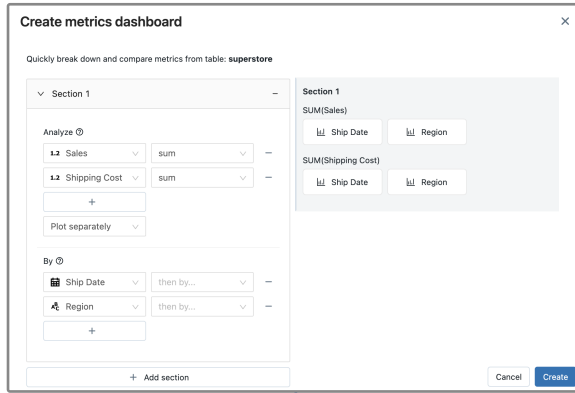 Create metrics dashboard
Quickly break down and compare metrics from table: superstore
Section 1
Analyze
1.2 Sales
sum
1.2 Shipping Cost
sum
Plot separately
By
Ship Date
then by...
Region
then by...
+ Add section
Section 1
SUM(Sales)
Ship Date
Region
SUM(Shipping Cost)
Ship Date
Region
Cancel
Create